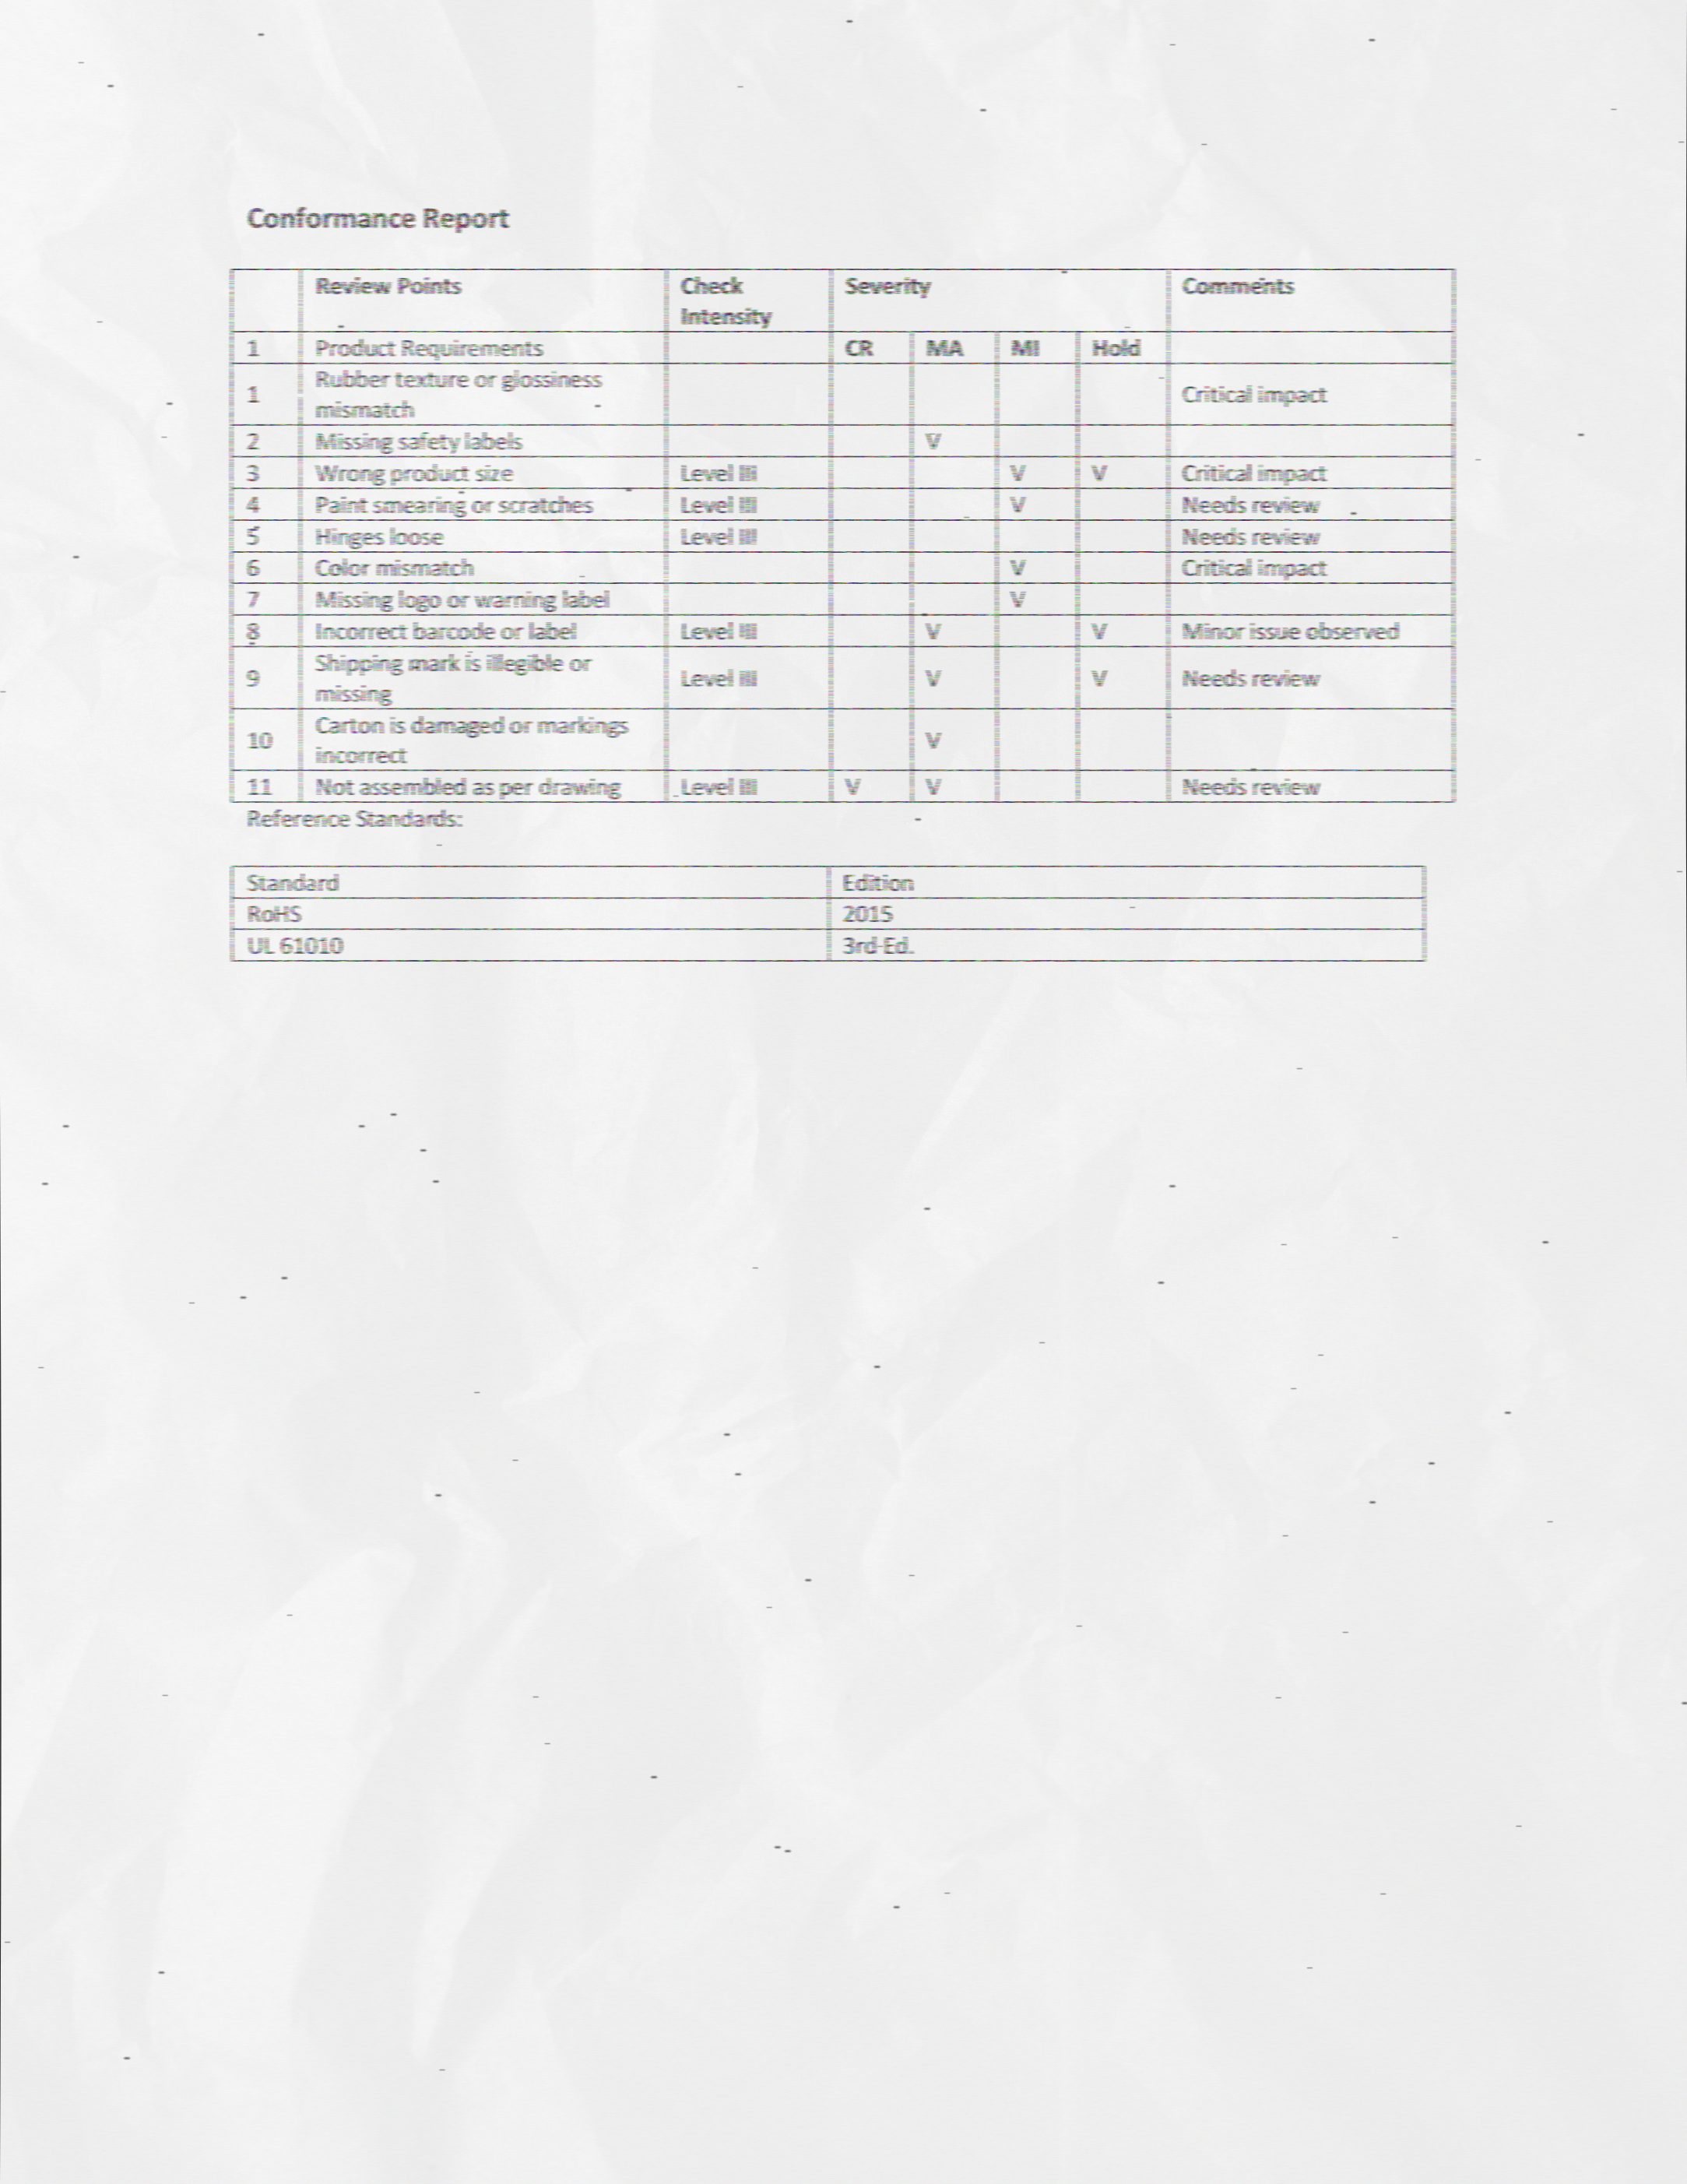 Conformance Report
Review Points Check Intensity Severity Comments
1 Product Requirements CR MA MI Hold
1 Rubber texture or glossiness mismatch Critical impact
2 Missing safety labels V
3 Wrong product size Level III V V Critical impact
4 Paint smearing or scratches Level III V Needs review
5 Hinges loose Level III Needs review
6 Color mismatch V Critical impact
7 Missing logo or warning label V
8 Incorrect barcode or label Level III V V Minor issue observed
9 Shipping mark is illegible or missing Level III V V Needs review
10 Carton is damaged or markings incorrect V
11 Not assembled as per drawing Level III V V Needs review
Reference Standards:
Standard Edition
RoHS 2015
UL 61010 3rd-Ed.